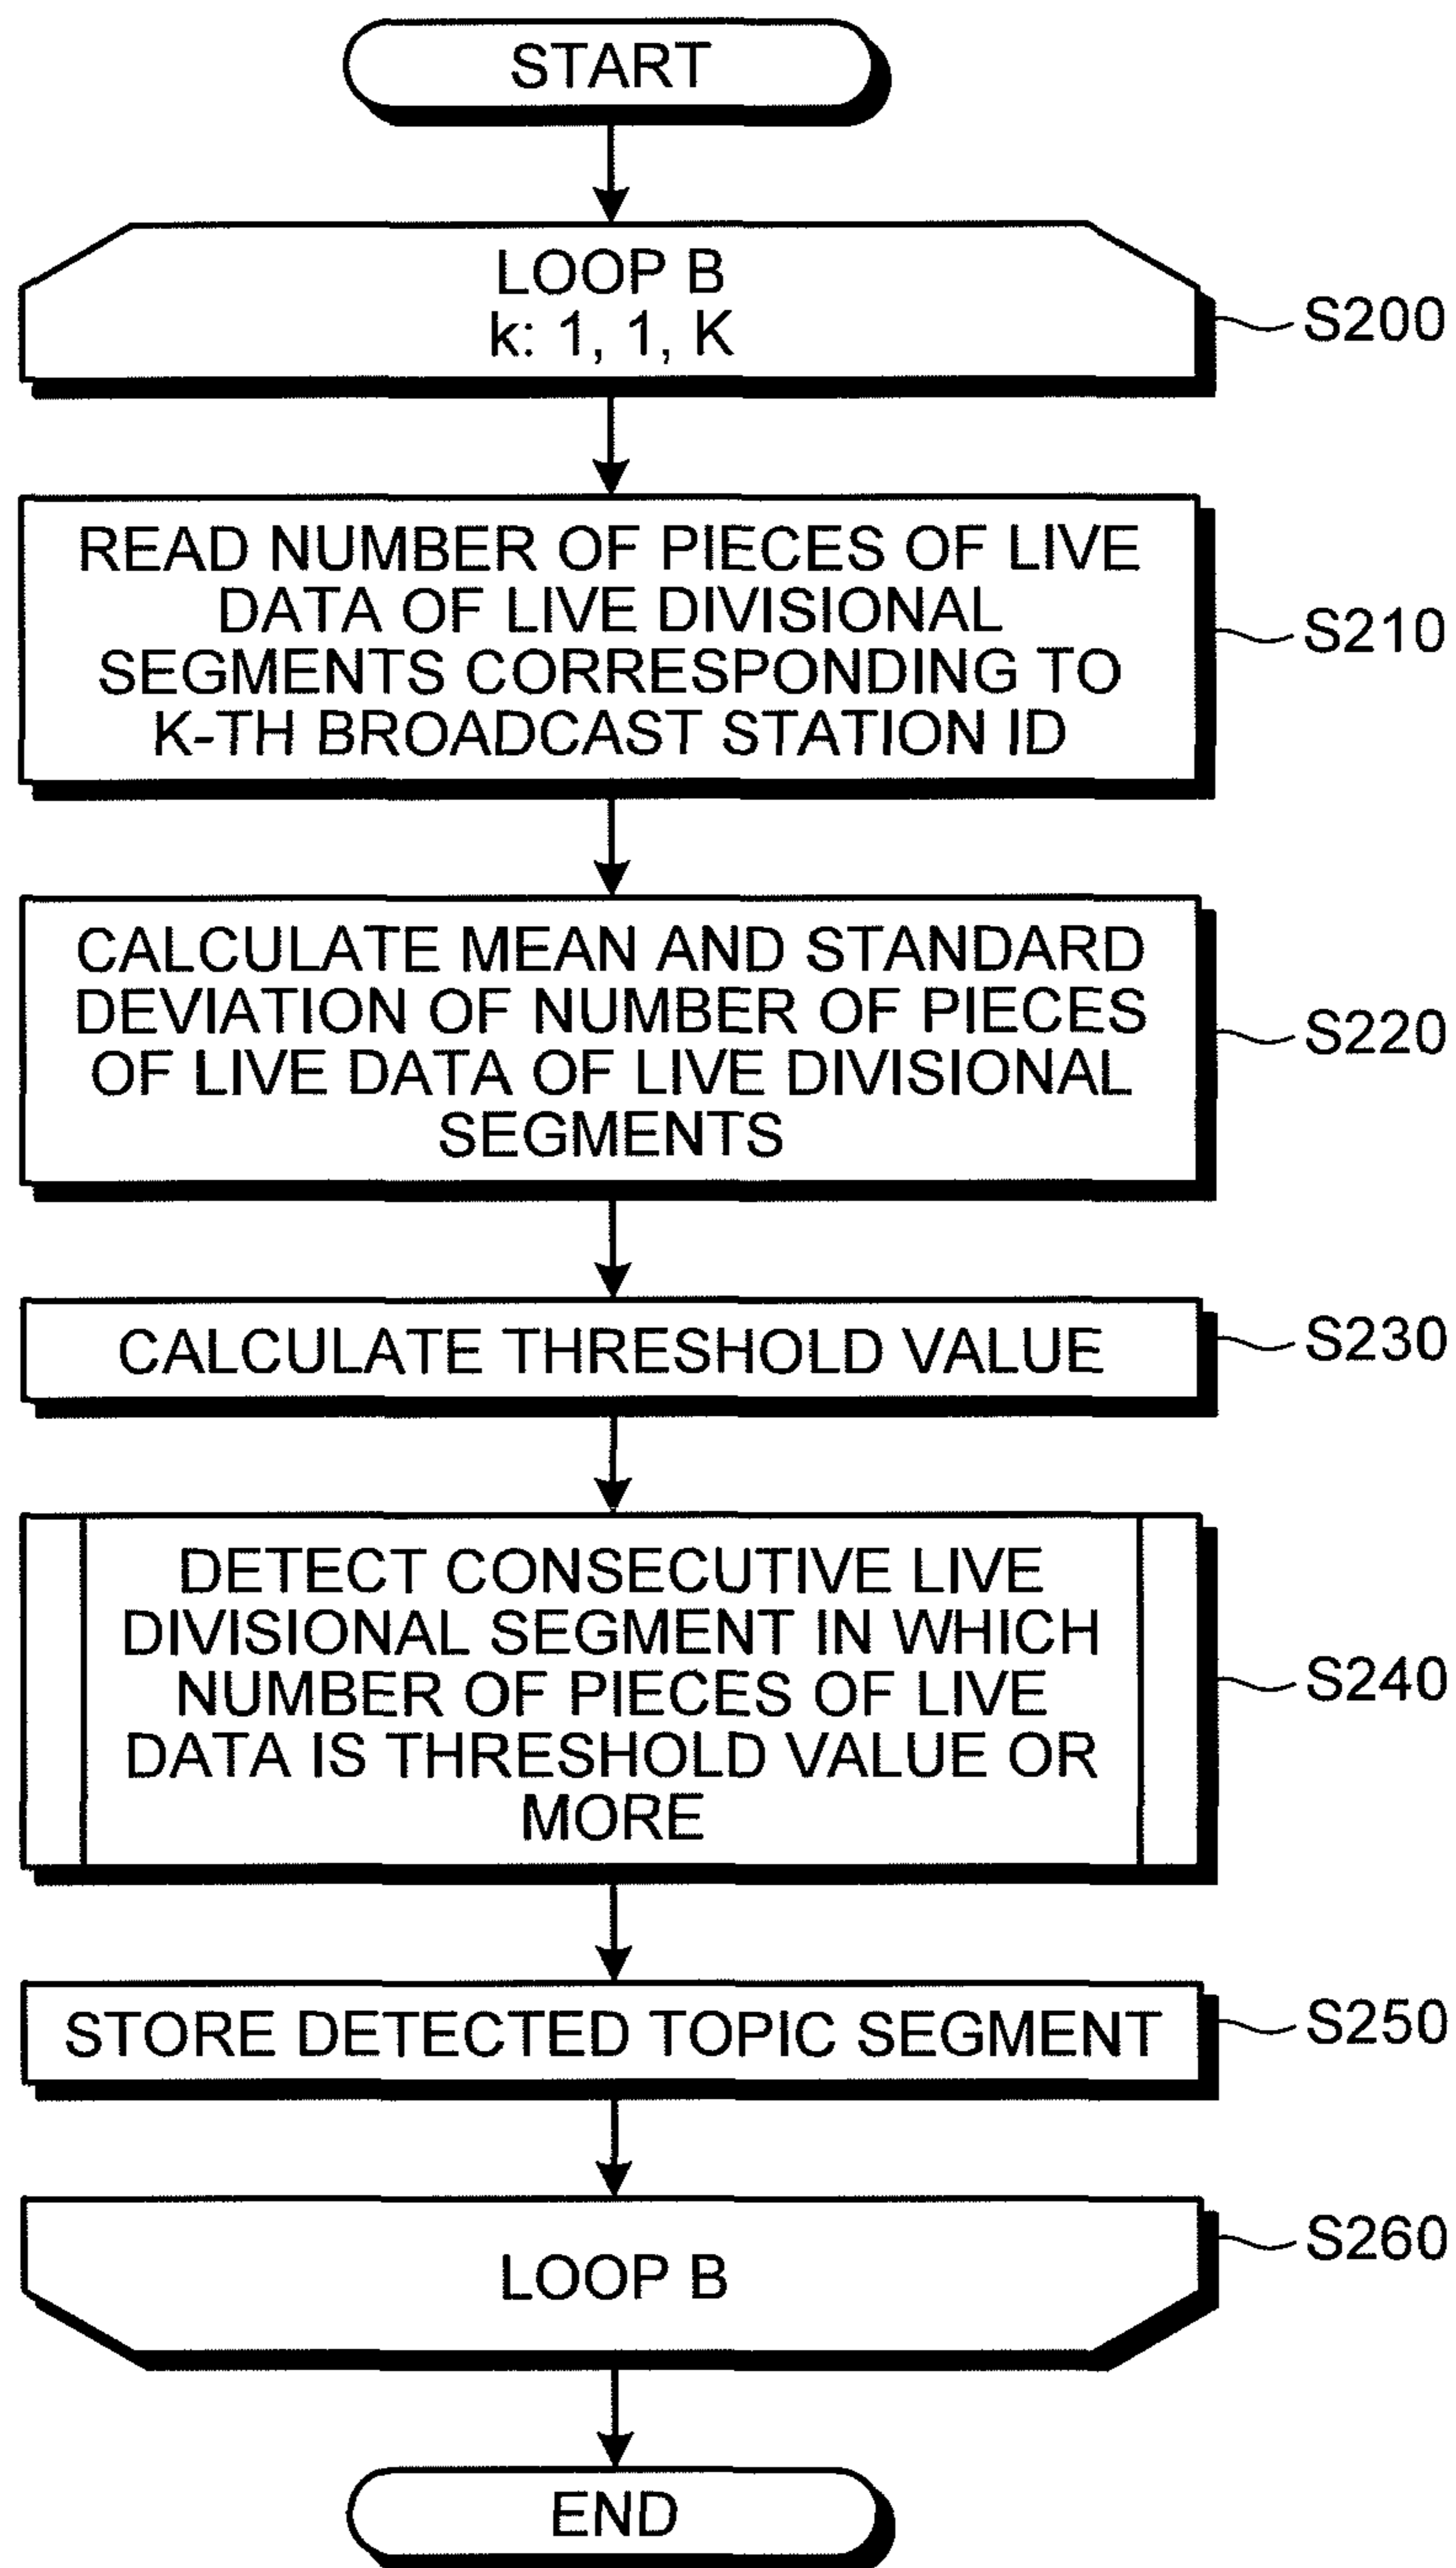 START
LOOP B
k: 1, 1, K
S200
READ NUMBER OF PIECES OF LIVE
DATA OF LIVE DIVISIONAL
SEGMENTS CORRESPONDING TO
K-TH BROADCAST STATION ID
S210
CALCULATE MEAN AND STANDARD
DEVIATION OF NUMBER OF PIECES
OF LIVE DATA OF LIVE DIVISIONAL
SEGMENTS
S220
CALCULATE THRESHOLD VALUE
S230
DETECT CONSECUTIVE LIVE
DIVISIONAL SEGMENT IN WHICH
NUMBER OF PIECES OF LIVE
DATA IS THRESHOLD VALUE OR
MORE
S240
STORE DETECTED TOPIC SEGMENT
S250
LOOP B
S260
END